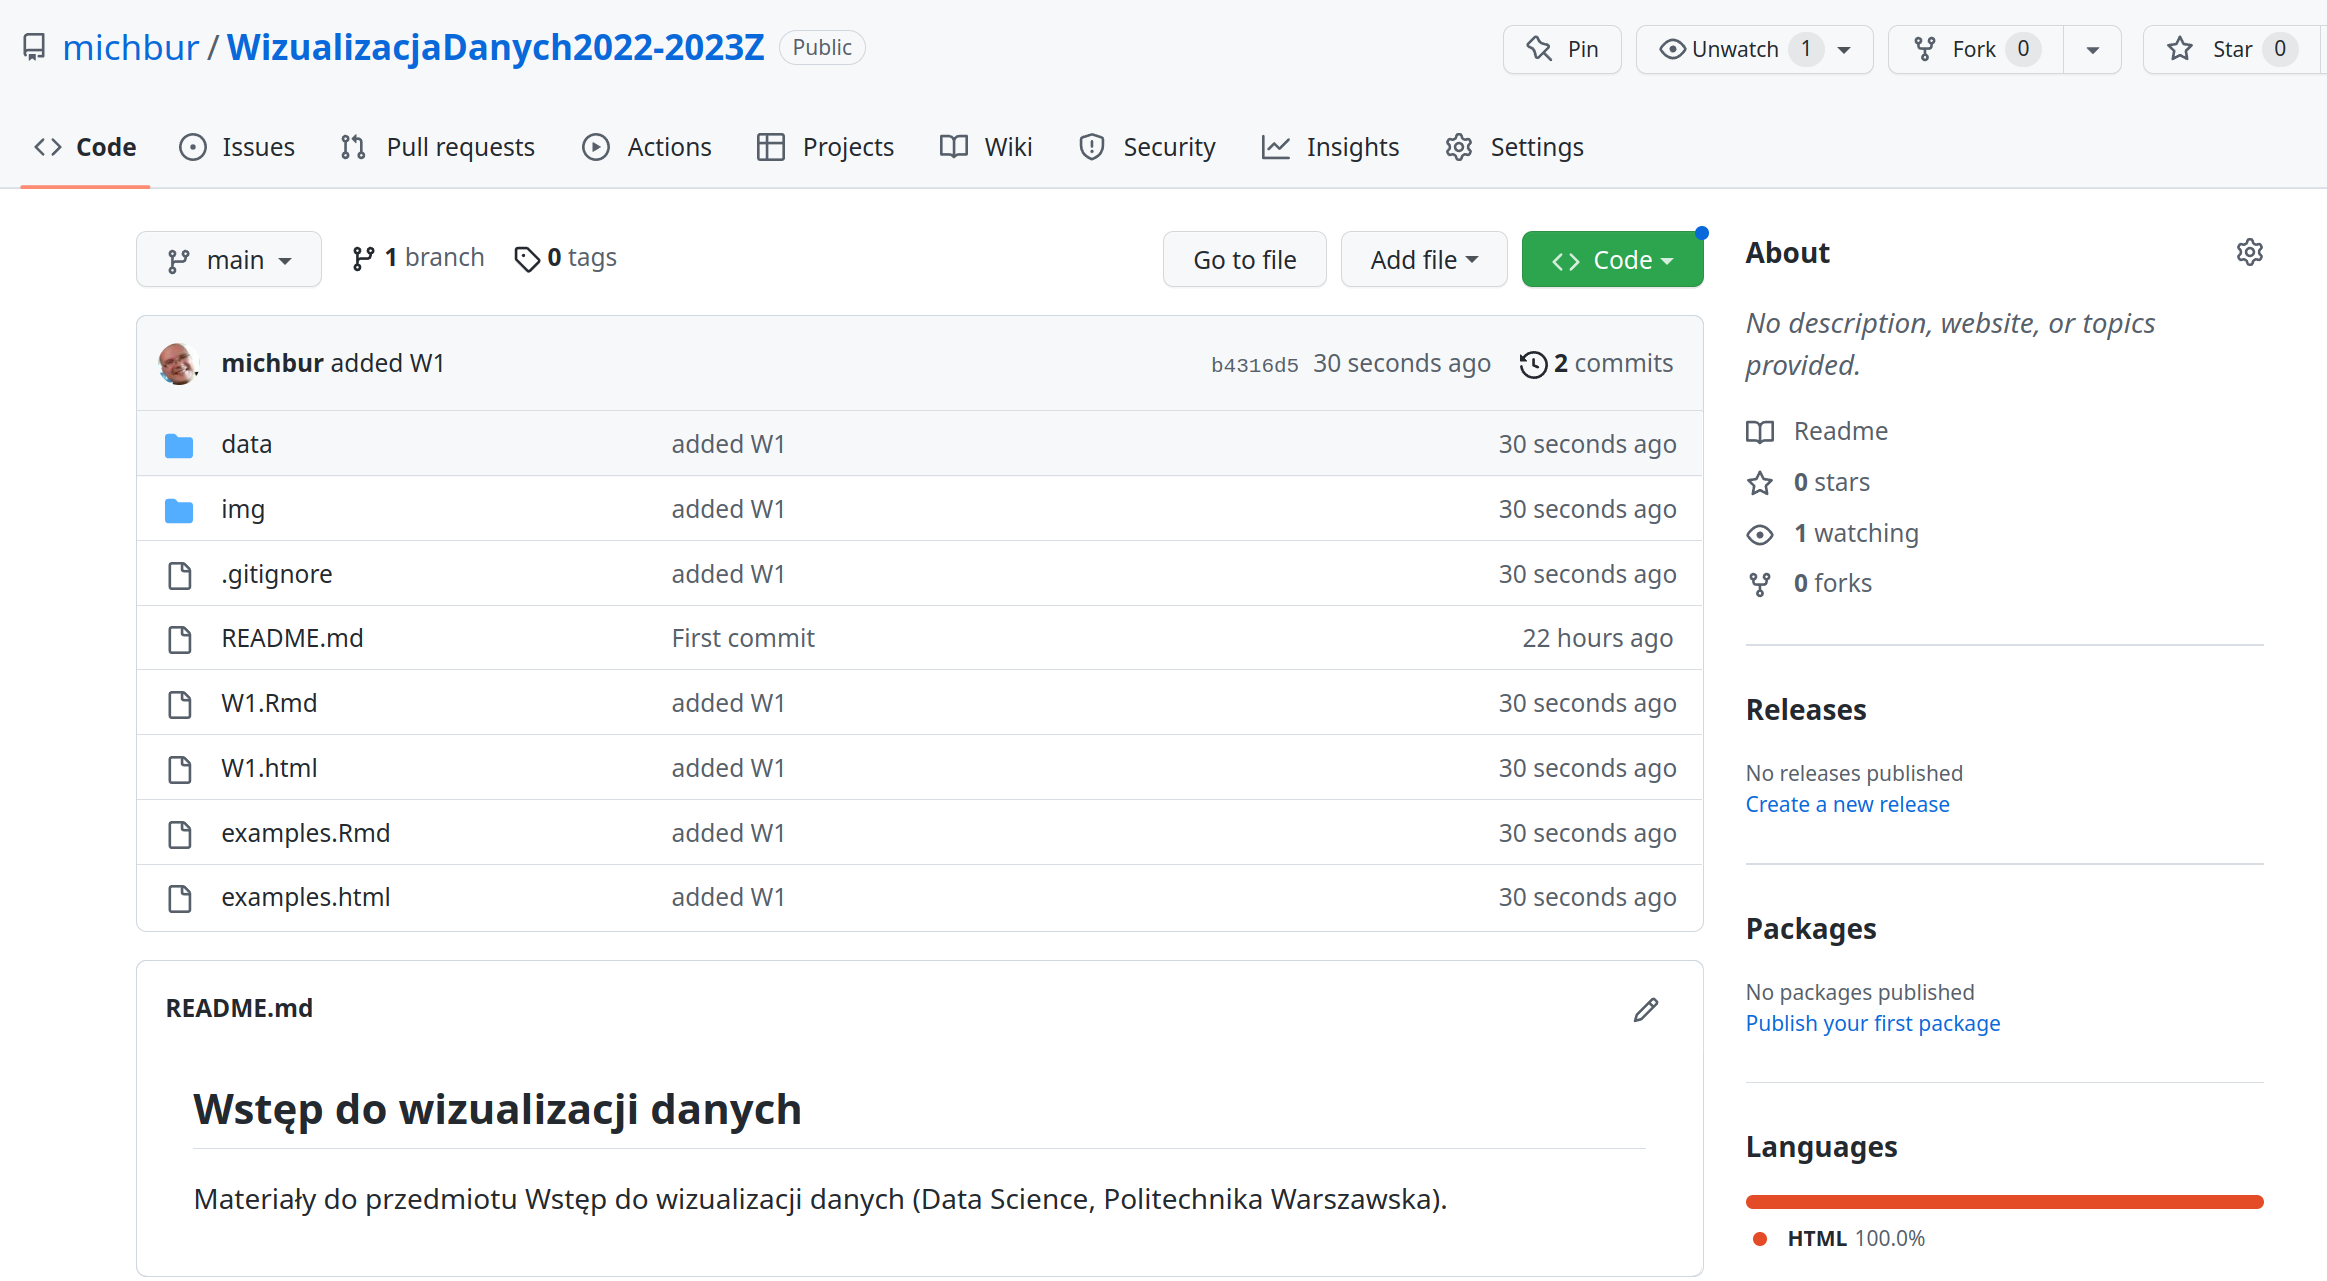 michbur / WizualizacjaDanych2022-2023Z Public Pin Unwatch 1 Fork 0 Star 0
Code Issues Pull requests Actions Projects Wiki Security Insights Settings
main 1 branch 0 tags Go to file Add file Code
michbur added W1 b4316d5 30 seconds ago 2 commits
data added W1 30 seconds ago
img added W1 30 seconds ago
.gitignore added W1 30 seconds ago
README.md First commit 22 hours ago
W1.Rmd added W1 30 seconds ago
W1.html added W1 30 seconds ago
examples.Rmd added W1 30 seconds ago
examples.html added W1 30 seconds ago
README.md
Wstęp do wizualizacji danych
Materiały do przedmiotu Wstęp do wizualizacji danych (Data Science, Politechnika Warszawska).
About
No description, website, or topics
provided.
Readme
0 stars
1 watching
0 forks
Releases
No releases published
Create a new release
Packages
No packages published
Publish your first package
Languages
HTML 100.0%